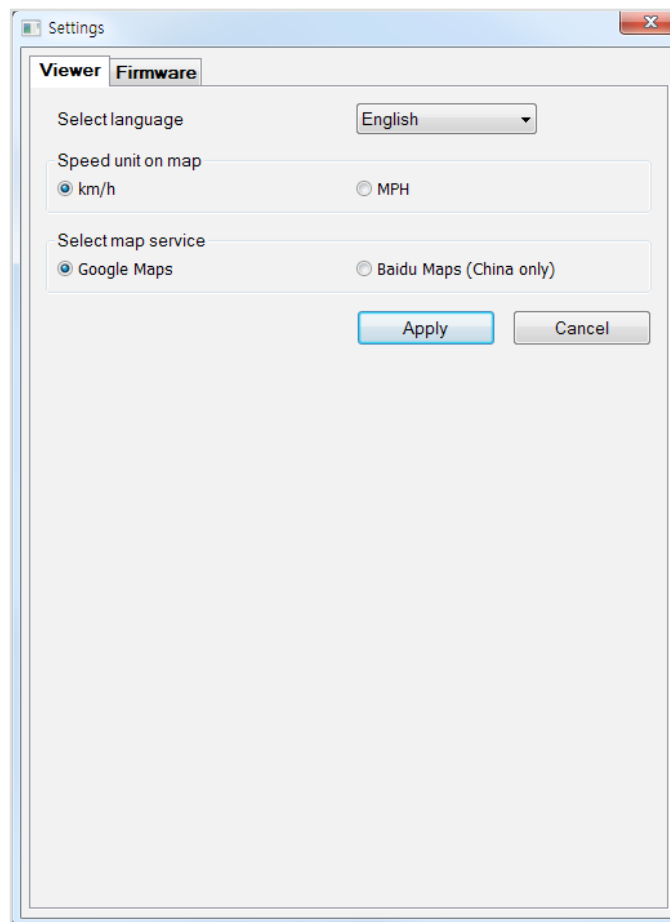 Settings
Viewer Firmware
Select language English
Speed unit on map
km/h MPH
Select map service
Google Maps Baidu Maps (China only)
Apply Cancel